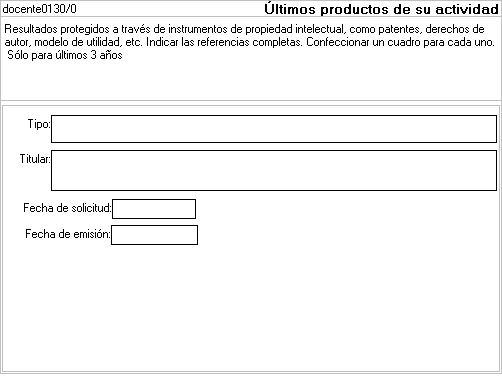 docente0130/0 Últimos productos de su actividad
Resultados protegidos a través de instrumentos de propiedad intelectual, como patentes, derechos de
autor, modelo de utilidad, etc. Indicar las referencias completas. Confeccionar un cuadro para cada uno.
Sólo para últimos 3 años
Tipo:
Titular:
Fecha de solicitud:
Fecha de emisión: